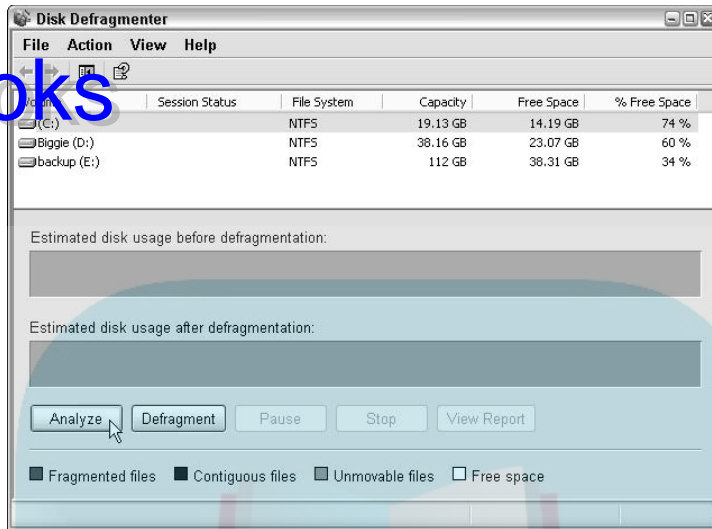 Disk Defragmenter
File Action View Help
oks
Session Status File System Capacity Free Space % Free Space
(C:) NTFS 19.13 GB 14.19 GB 74 %
Biggie (D:) NTFS 38.16 GB 23.07 GB 60 %
backup (E:) NTFS 112 GB 38.31 GB 34 %
Estimated disk usage before defragmentation:
Estimated disk usage after defragmentation:
Analyze Defragment Pause Stop View Report
Fragmented files Contiguous files Unmovable files Free space